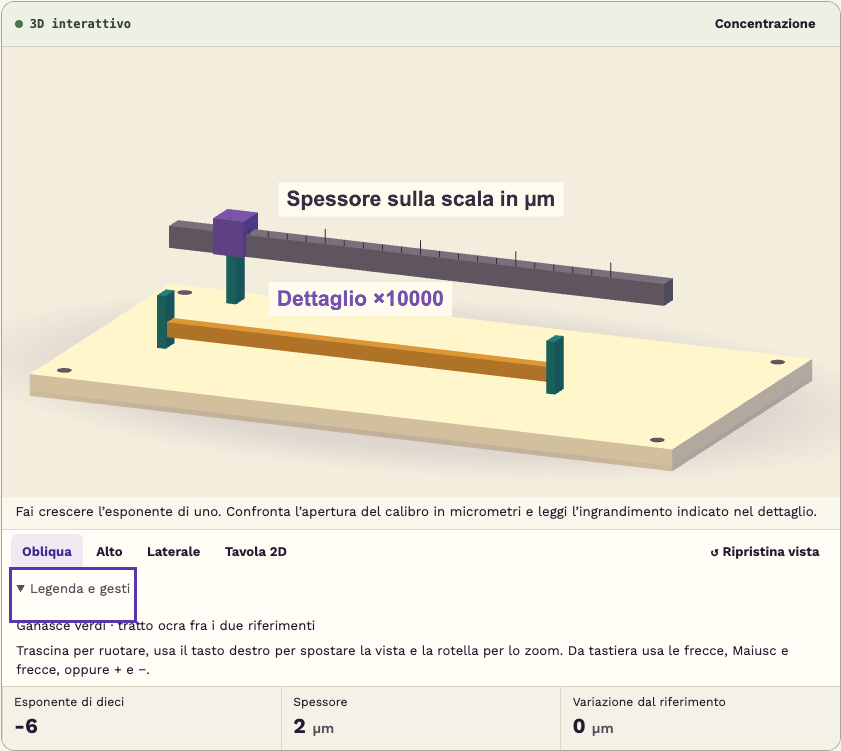 3D interattivo
Concentrazione
Spessore sulla scala in µm
Dettaglio ×10000
Fai crescere l’esponente di uno. Confronta l’apertura del calibro in micrometri e leggi l’ingrandimento indicato nel dettaglio.
Obliqua Alto Laterale Tavola 2D
↺ Ripristina vista
▼ Legenda e gesti
Ganasce verdi · tratto ocra fra i due riferimenti
Trascina per ruotare, usa il tasto destro per spostare la vista e la rotella per lo zoom. Da tastiera usa le frecce, Maiusc e
frecce, oppure + e −.
Esponente di dieci
-6
Spessore
2 µm
Variazione dal riferimento
0 µm